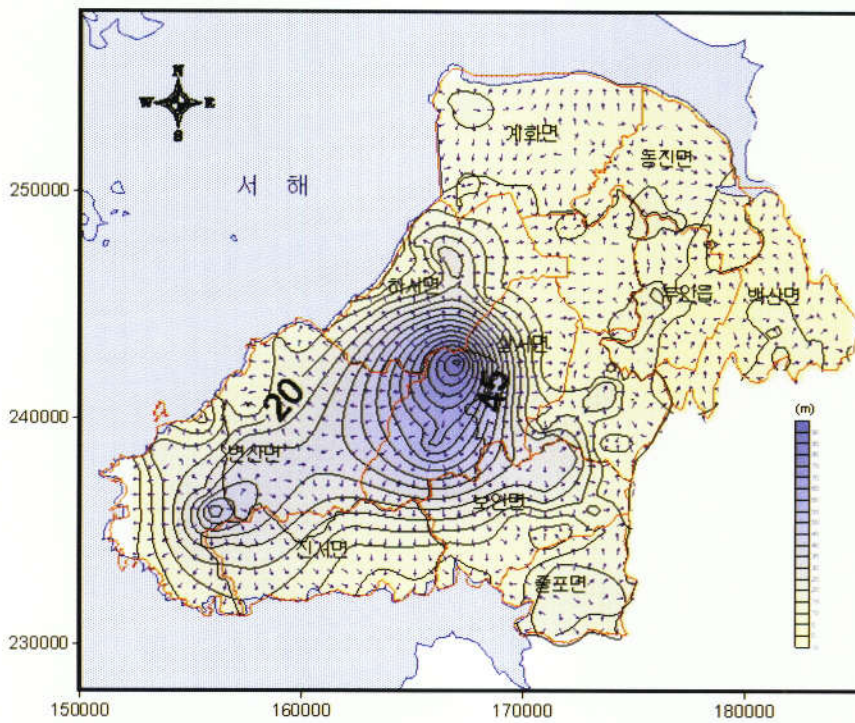 N
W E
S
계화면
동진면
250000
서 해
하서면
부안읍
백산면
상서면
20
45
(m)
240000
변산면
보안면
진서면
줄포면
230000
150000
160000
170000
180000